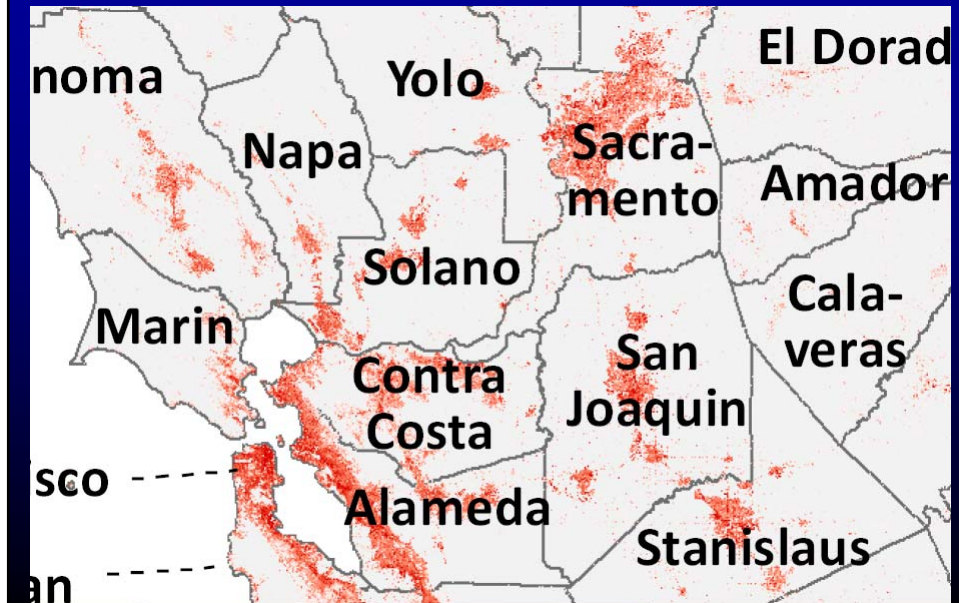 El Dorad
noma
Yolo
Napa
Sacra-
mento
Amador
Solano
Cala-
veras
Marin
San
Joaquin
Contra
Costa
isco
Alameda
Stanislaus
an